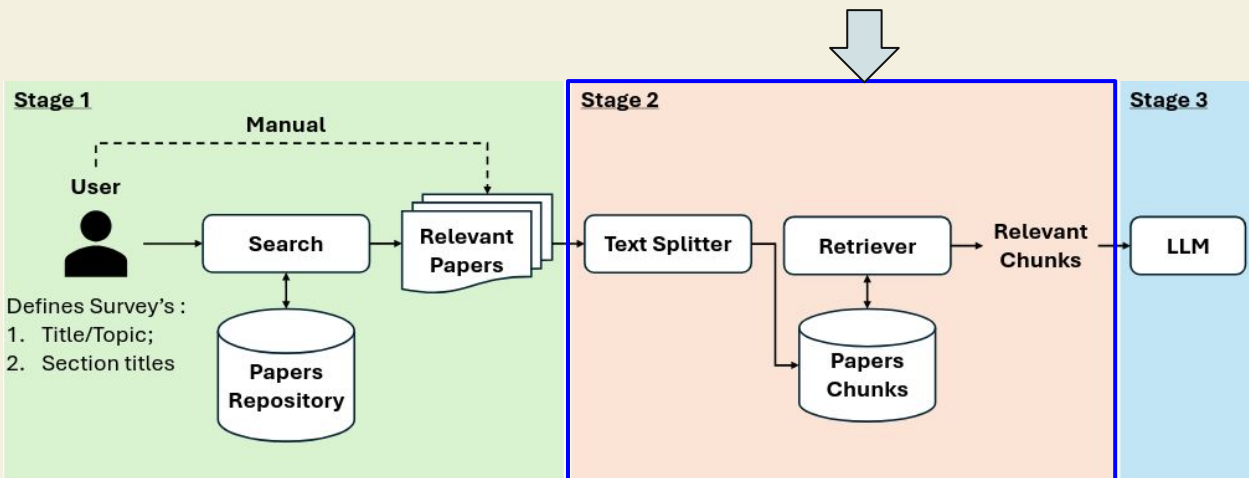 Stage 1
Manual
User
Search
Relevant
Papers
Defines Survey's :
1. Title/Topic;
2. Section titles
Papers
Repository
Stage 2
Text Splitter
Retriever
Relevant
Chunks
Papers
Chunks
Stage 3
LLM